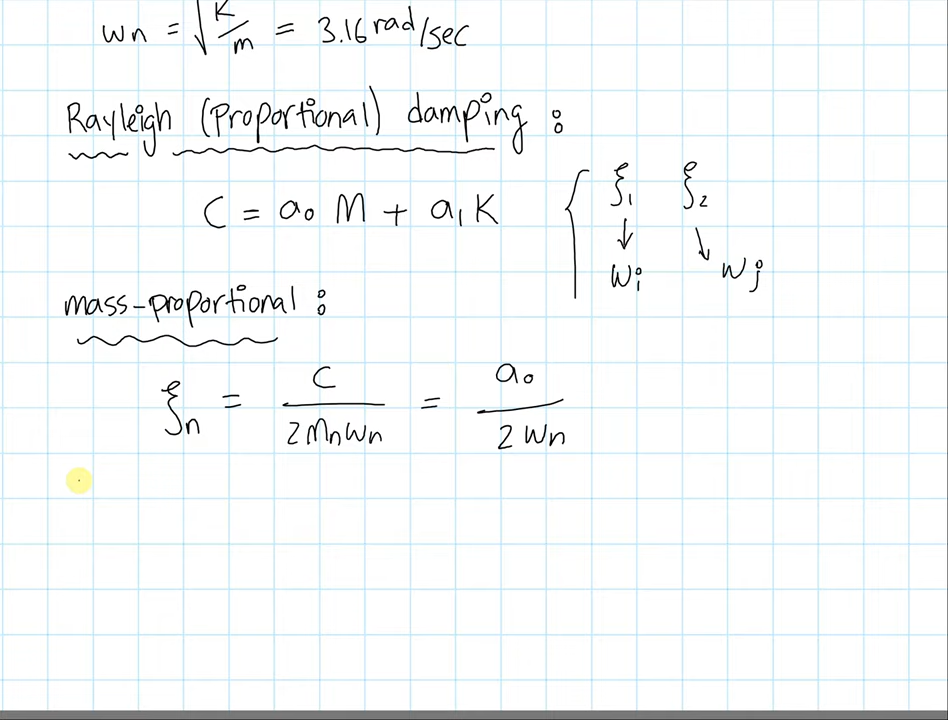 wn = √K/m = 3.16 rad/sec
Rayleigh (Proportional) damping :
C = a₀ M + a₁ K { ξ₁ ξ₂
↓ ↘
wi wj
mass-proportional :
ξn = C / 2Mnwn = a₀ / 2wn